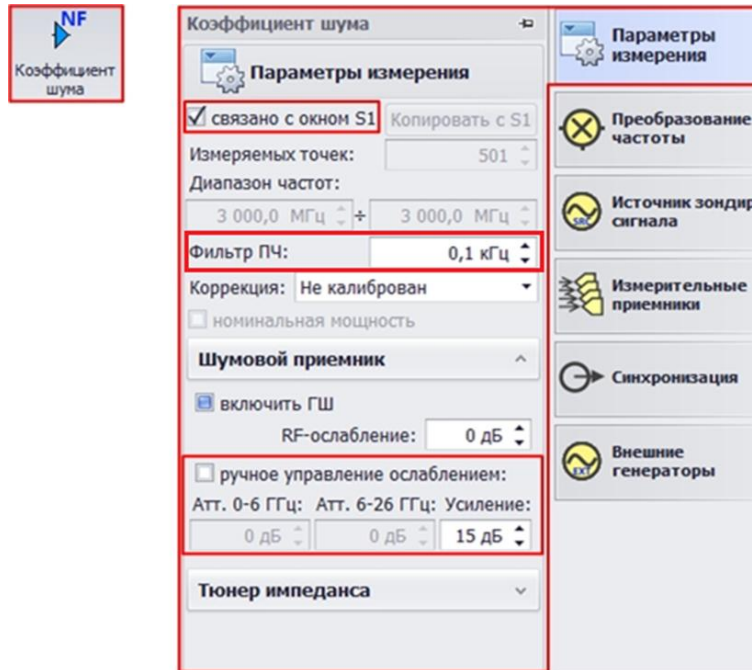 NF
Коэффициент
шума
Коэффициент шума
Параметры измерения
связано с окном S1 Копировать с S1
Измеряемых точек: 501
Диапазон частот:
3 000,0 МГц ÷ 3 000,0 МГц
Фильтр ПЧ: 0,1 кГц
Коррекция: Не калиброван
номинальная мощность
Шумовой приемник
включить ГШ
RF-ослабление: 0 дБ
ручное управление ослаблением:
Атт. 0-6 ГГц: Атт. 6-26 ГГц: Усиление:
0 дБ 0 дБ 15 дБ
Тюнер импеданса
Параметры
измерения
Преобразование
частоты
SRC
Источник зондир
сигнала
Измерительные
приемники
Синхронизация
EXT
Внешние
генераторы